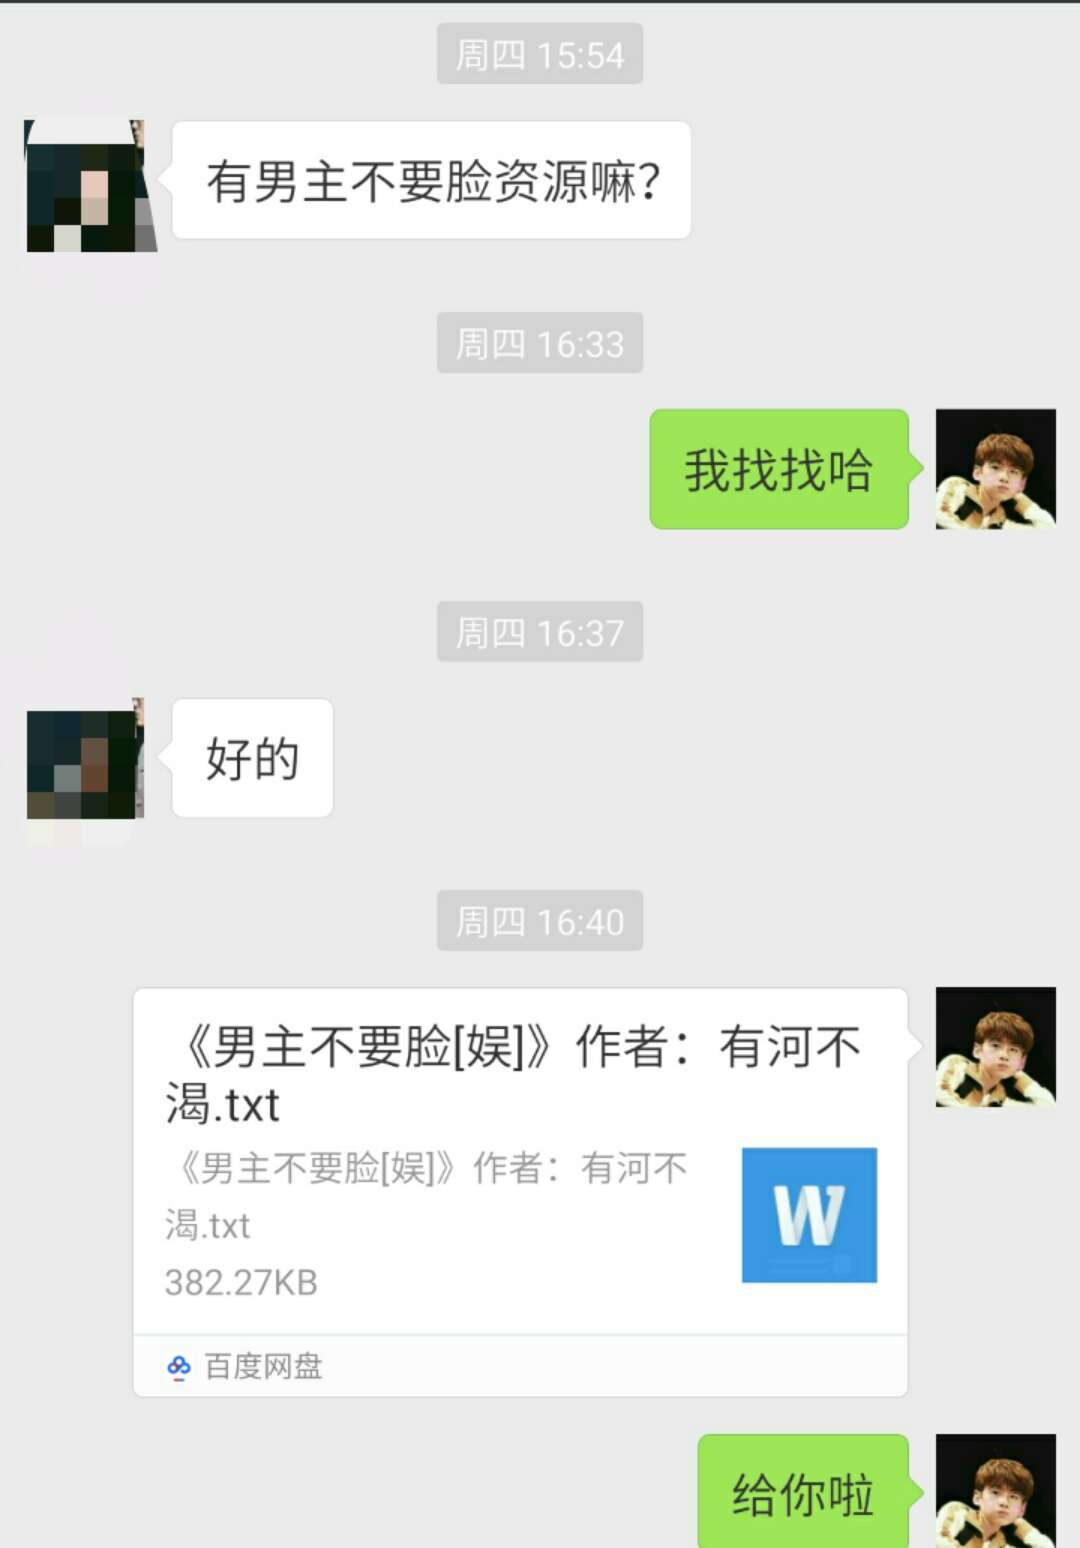 周四 15:54
有男主不要脸资源嘛?
周四 16:33
我找找哈
周四 16:37
好的
周四 16:40
《男主不要脸[娱]》作者：有河不
渴.txt
《男主不要脸[娱]》作者：有河不
渴.txt
382.27KB
W
百度网盘
给你啦